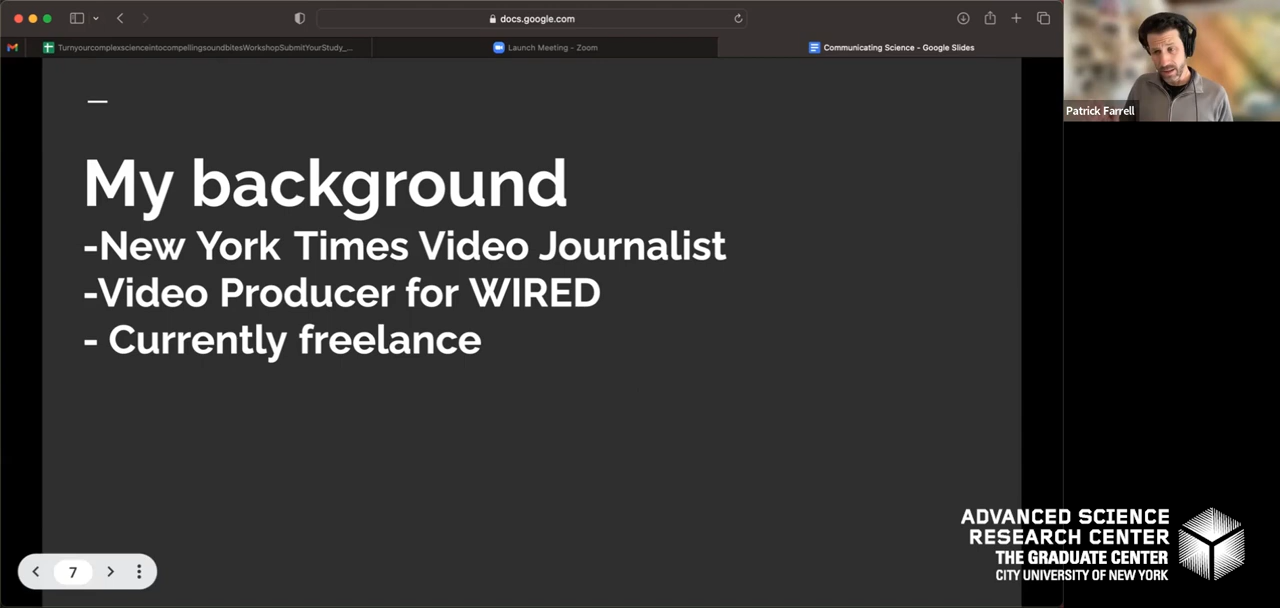 docs.google.com
TurnyourcomplexscienceintocompellingsoundbitesWorkshopSubmitYourStudy_...
Launch Meeting - Zoom
Communicating Science - Google Slides
Patrick Farrell
My background
-New York Times Video Journalist
-Video Producer for WIRED
- Currently freelance
ADVANCED SCIENCE
RESEARCH CENTER
THE GRADUATE CENTER
CITY UNIVERSITY OF NEW YORK
7